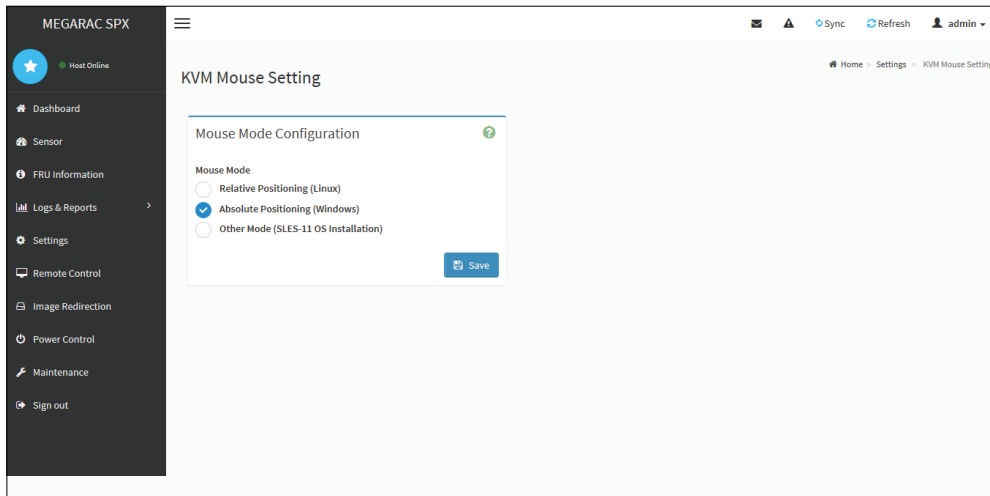 MEGARAC SPX
Sync
Refresh
admin
Host Online
Home > Settings > KVM Mouse Setting
KVM Mouse Setting
Dashboard
Sensor
FRU Information
Logs & Reports
Settings
Remote Control
Image Redirection
Power Control
Maintenance
Sign out
Mouse Mode Configuration
Mouse Mode
Relative Positioning (Linux)
Absolute Positioning (Windows)
Other Mode (SLES-11 OS Installation)
Save